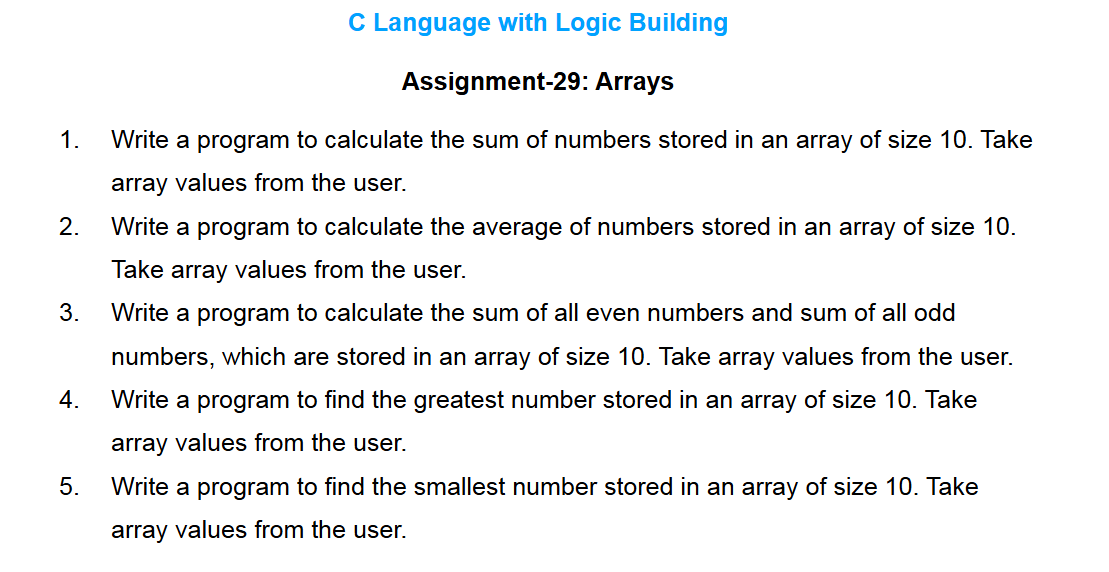 C Language with Logic Building
Assignment-29: Arrays
1. Write a program to calculate the sum of numbers stored in an array of size 10. Take
array values from the user.
2. Write a program to calculate the average of numbers stored in an array of size 10.
Take array values from the user.
3. Write a program to calculate the sum of all even numbers and sum of all odd
numbers, which are stored in an array of size 10. Take array values from the user.
4. Write a program to find the greatest number stored in an array of size 10. Take
array values from the user.
5. Write a program to find the smallest number stored in an array of size 10. Take
array values from the user.